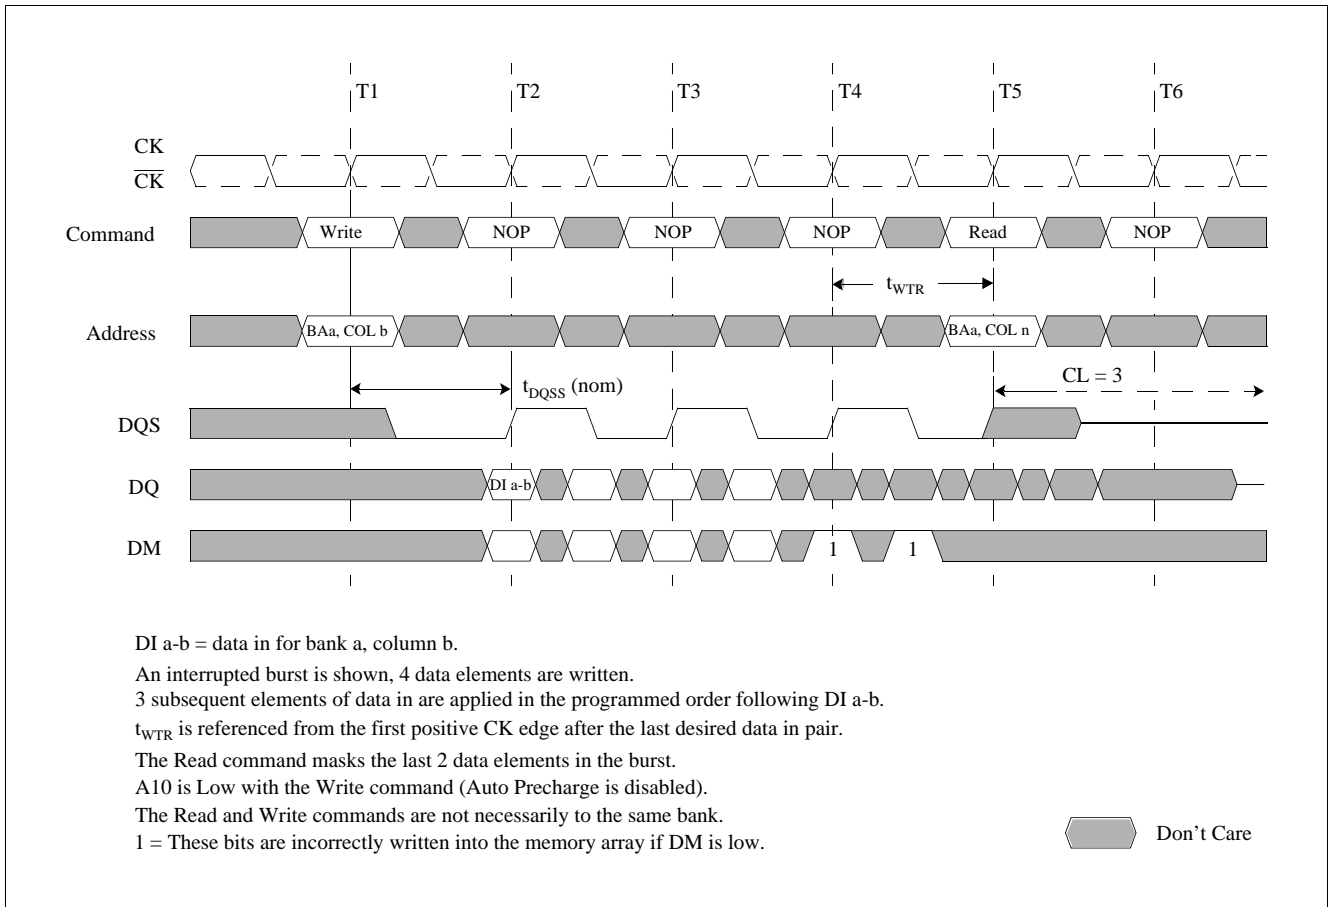 T1 T2 T3 T4 T5 T6
CK
CK
Command Write NOP NOP NOP Read NOP
tWTR
Address BAa, COL b BAa, COL n
tDQSS (nom) CL = 3
DQS
DQ DI a-b
DM 1 1
DI a-b = data in for bank a, column b.
An interrupted burst is shown, 4 data elements are written.
3 subsequent elements of data in are applied in the programmed order following DI a-b.
tWTR is referenced from the first positive CK edge after the last desired data in pair.
The Read command masks the last 2 data elements in the burst.
A10 is Low with the Write command (Auto Precharge is disabled).
The Read and Write commands are not necessarily to the same bank.
1 = These bits are incorrectly written into the memory array if DM is low.
Don't Care